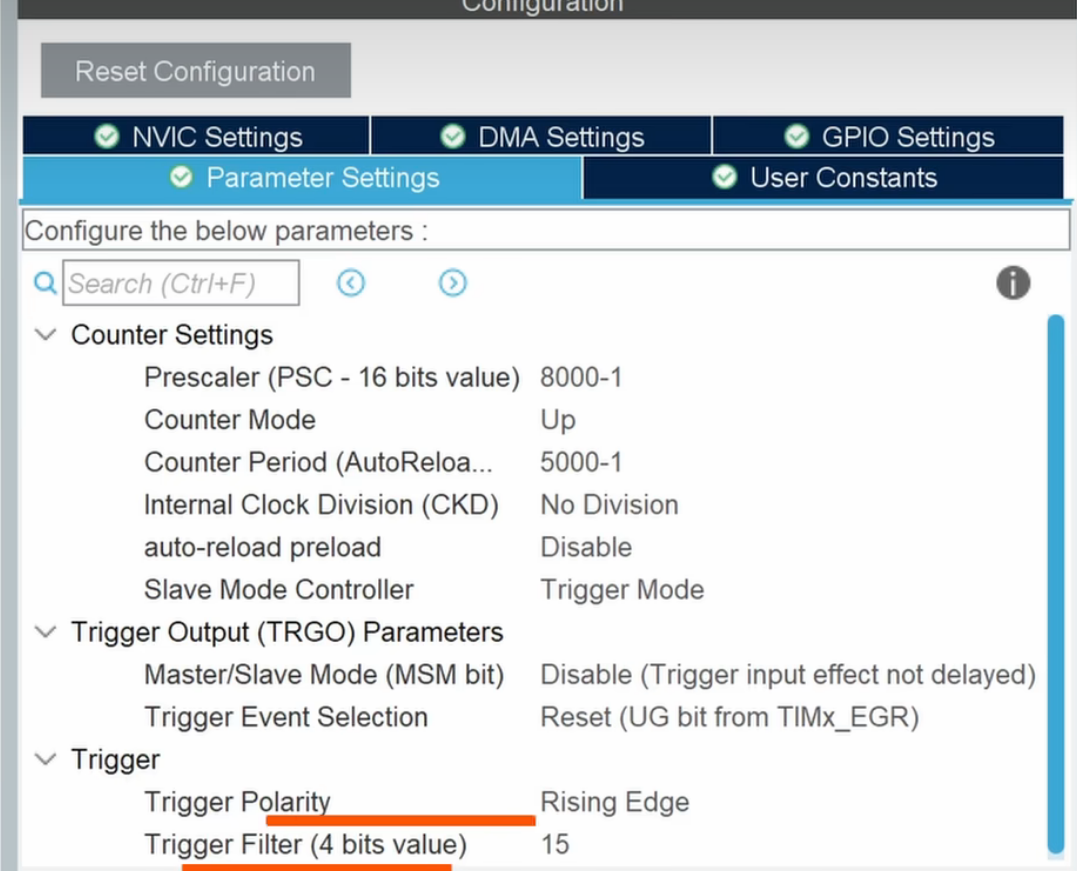 Configuration
Reset Configuration
NVIC Settings DMA Settings GPIO Settings
Parameter Settings User Constants
Configure the below parameters :
Search (Ctrl+F)
Counter Settings
Prescaler (PSC - 16 bits value) 8000-1
Counter Mode Up
Counter Period (AutoReloa... 5000-1
Internal Clock Division (CKD) No Division
auto-reload preload Disable
Slave Mode Controller Trigger Mode
Trigger Output (TRGO) Parameters
Master/Slave Mode (MSM bit) Disable (Trigger input effect not delayed)
Trigger Event Selection Reset (UG bit from TIMx_EGR)
Trigger
Trigger Polarity Rising Edge
Trigger Filter (4 bits value) 15